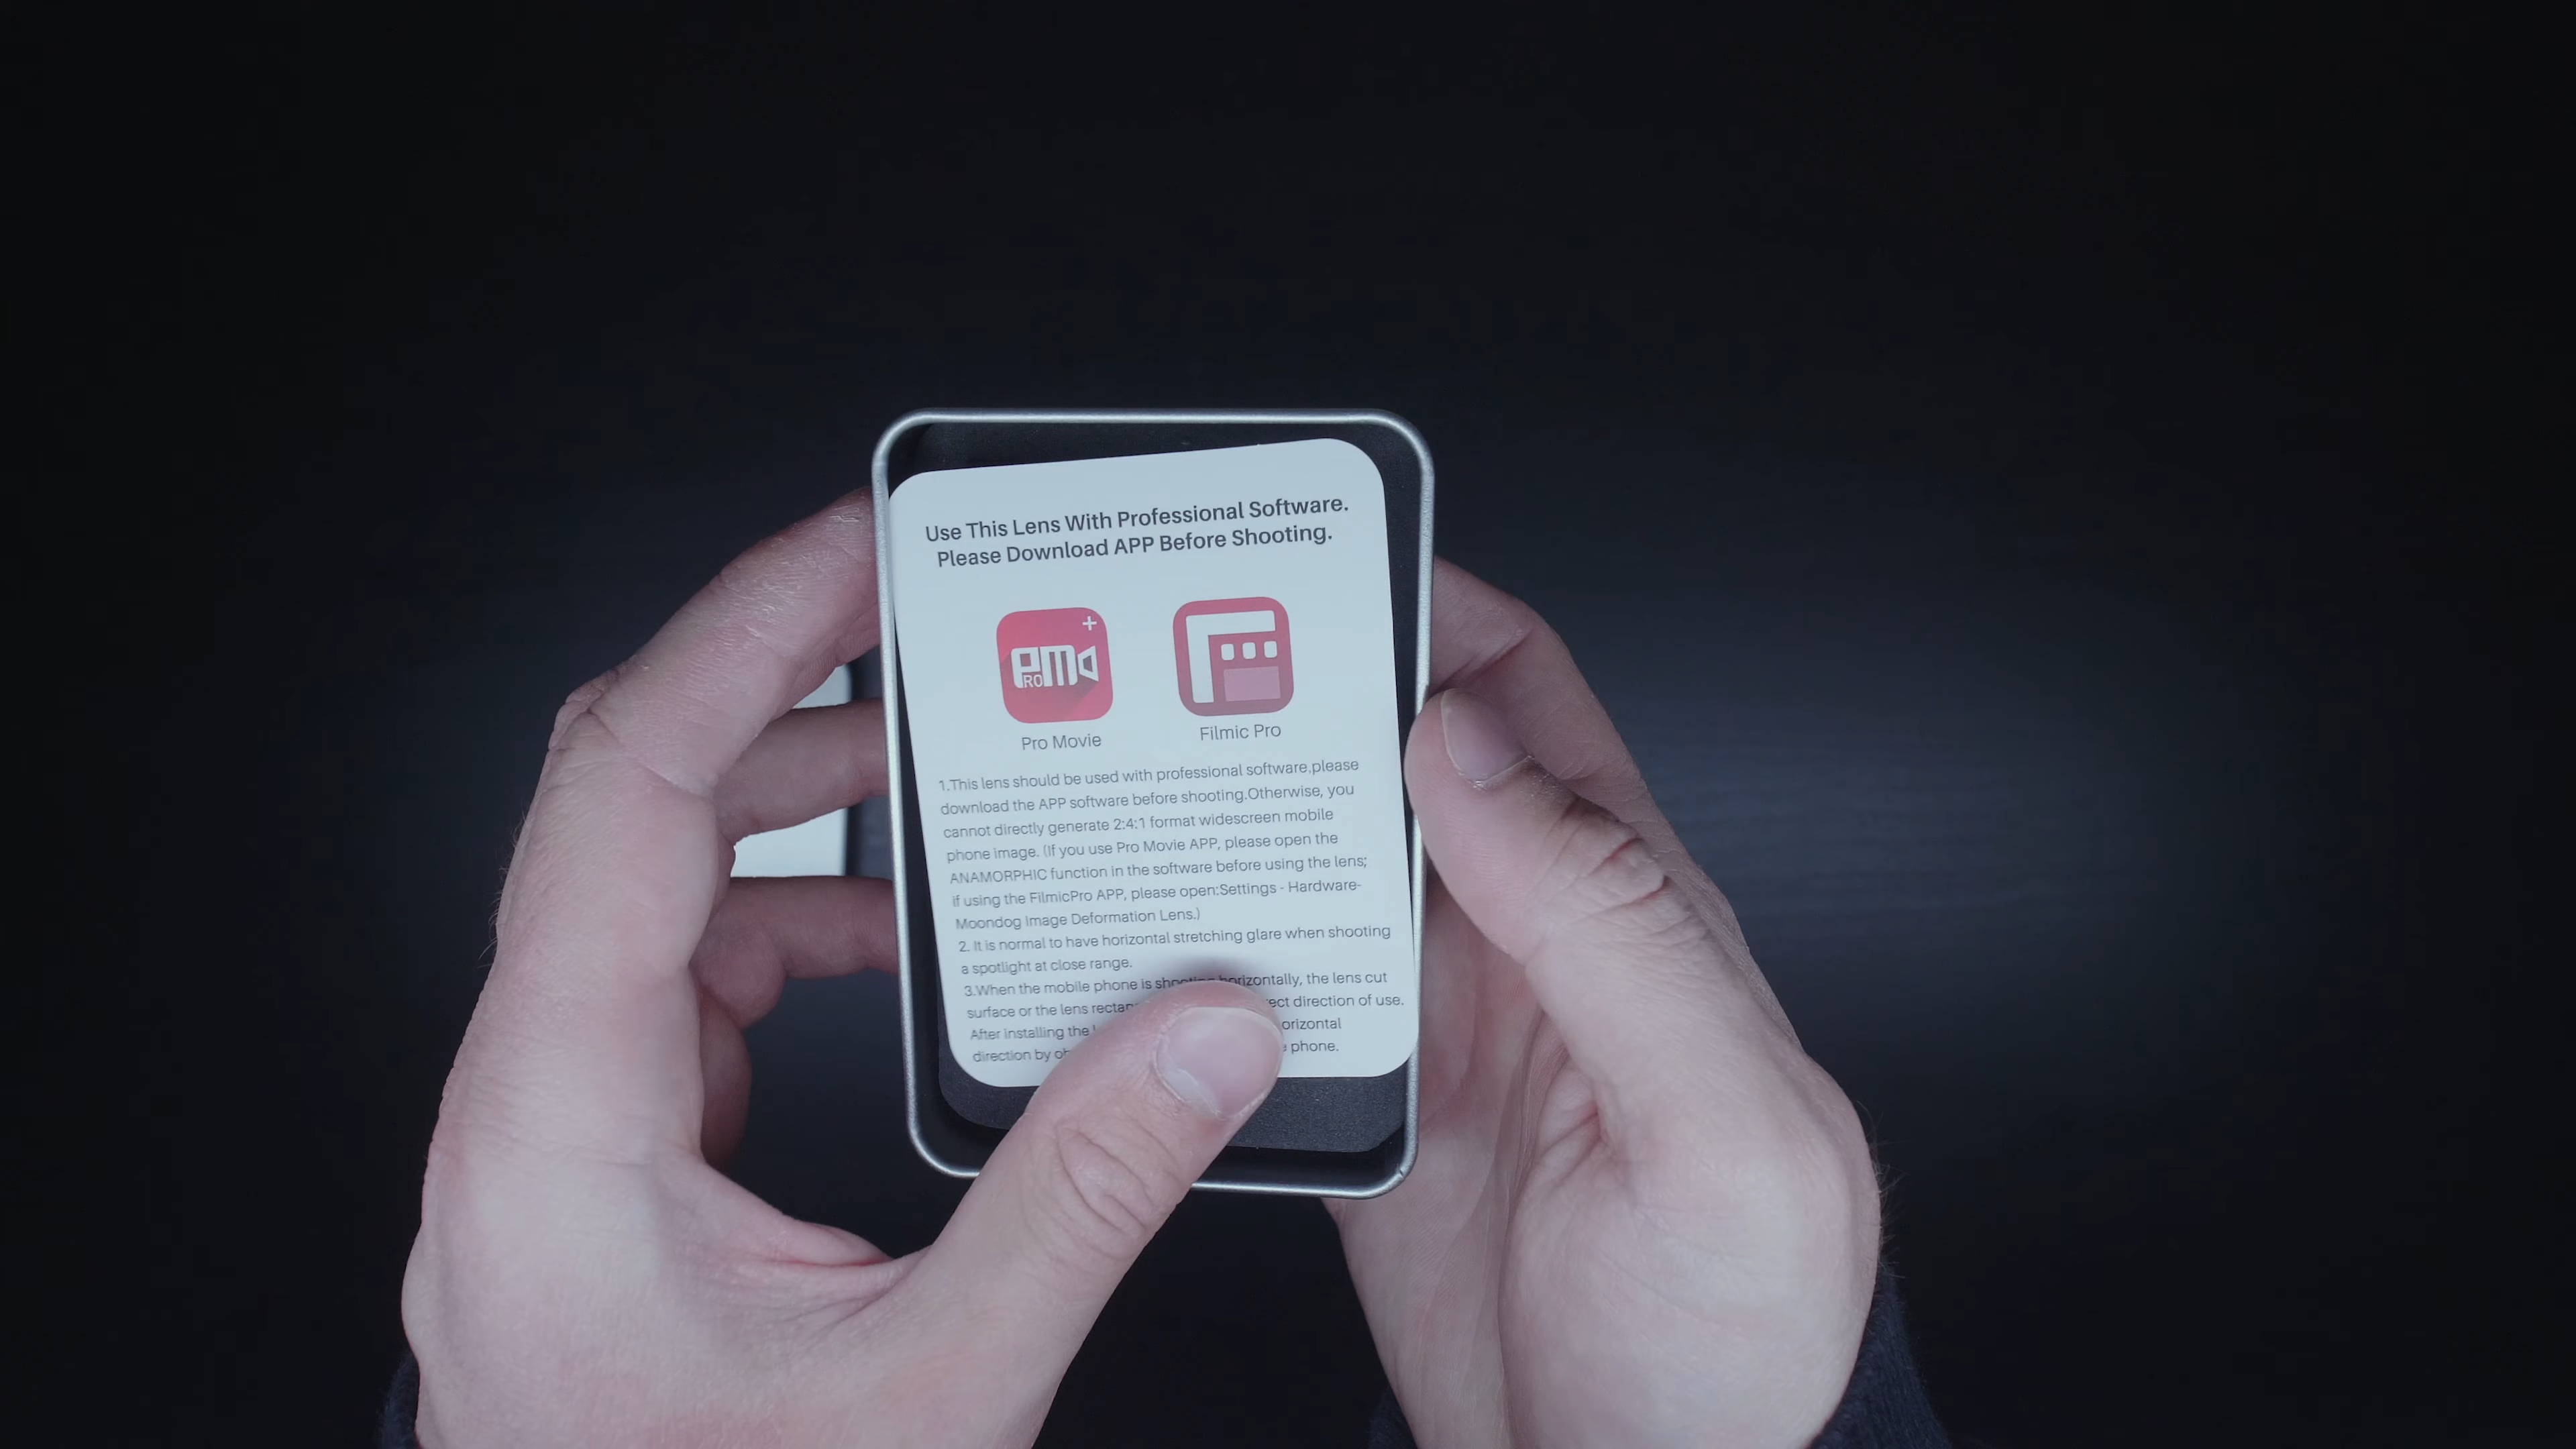 Use This Lens With Professional Software.
Please Download APP Before Shooting.
PRO m +
Pro Movie
Filmic Pro
1.This lens should be used with professional software,please
download the APP software before shooting.Otherwise, you
cannot directly generate 2:4:1 format widescreen mobile
phone image. (If you use Pro Movie APP, please open the
ANAMORPHIC function in the software before using the lens;
if using the FilmicPro APP, please open:Settings - Hardware-
Moondog Image Deformation Lens.)
2. It is normal to have horizontal stretching glare when shooting
a spotlight at close range.
3.When the mobile phone is shooting horizontally, the lens cut
surface or the lens direction of use.
After installing the
direction by phone.